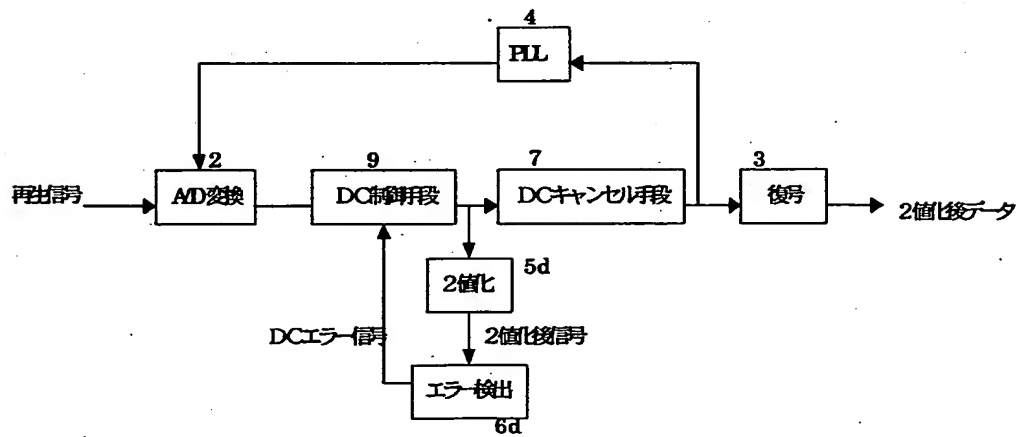 4
PLL
2
9
7
3
再生信号
A/D変換
DC制御手段
DCキャンセル手段
復号
2値化後データ
5d
2値化
DCエラー信号
2値化後信号
エラー検出
6d